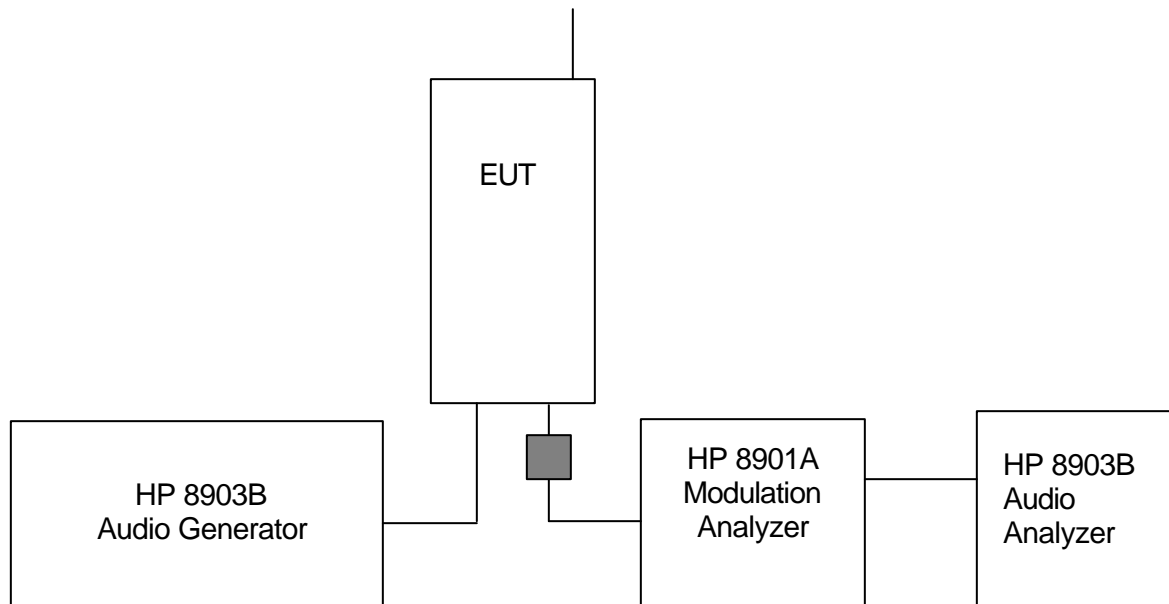 EUT
HP 8903B
Audio Generator
HP 8901A
Modulation
Analyzer
HP 8903B
Audio
Analyzer